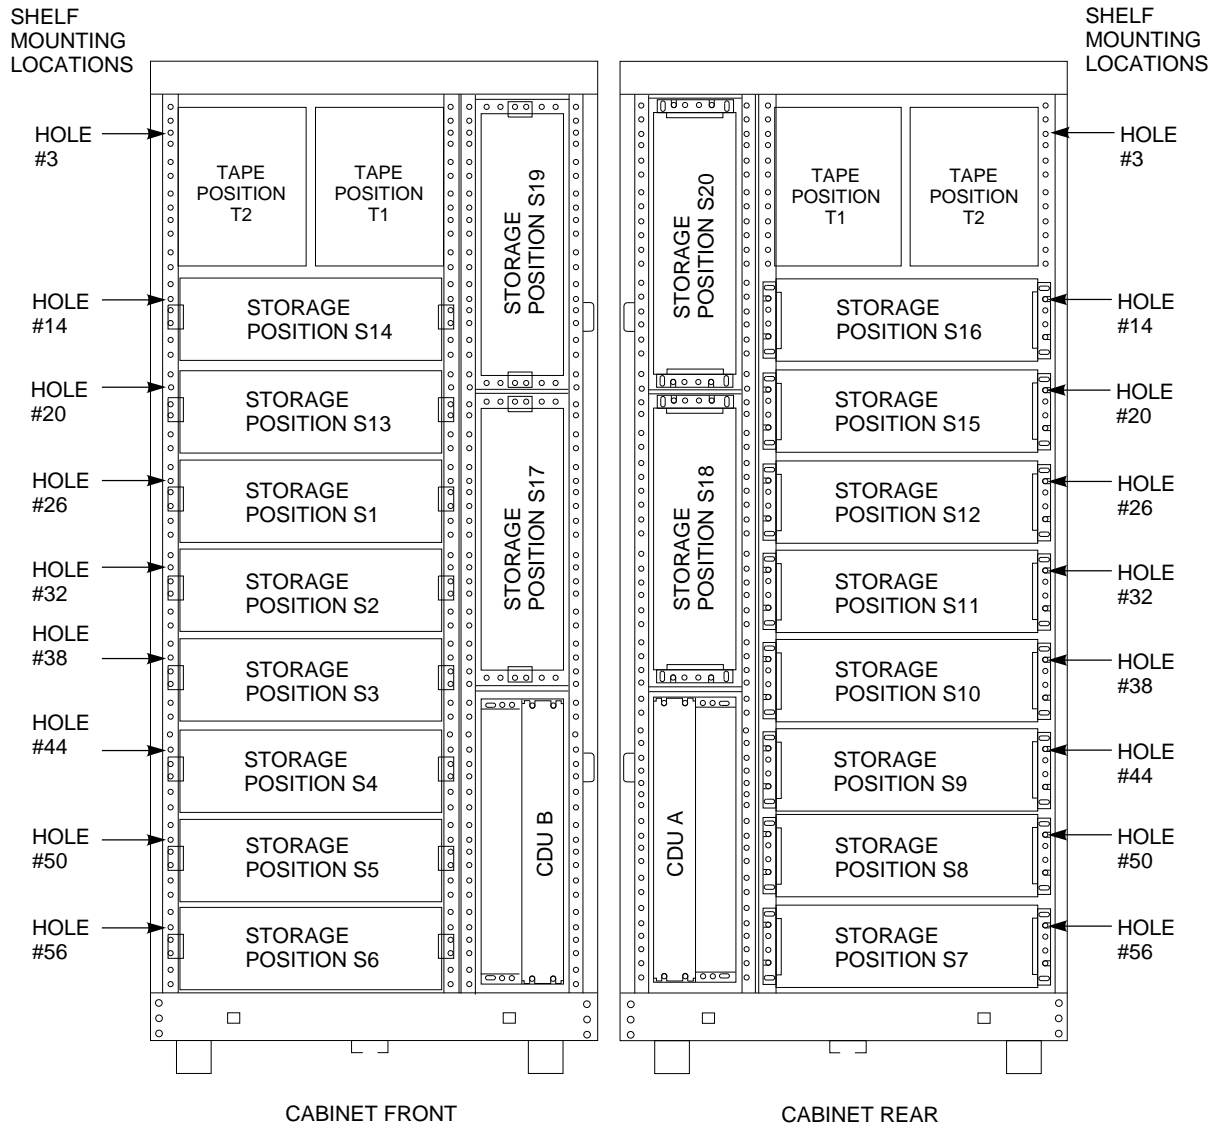 SHELF
MOUNTING
LOCATIONS
SHELF
MOUNTING
LOCATIONS
HOLE
#3
TAPE
POSITION
T2
TAPE
POSITION
T1
STORAGE
POSITION S19
STORAGE
POSITION S20
TAPE
POSITION
T1
TAPE
POSITION
T2
HOLE
#3
HOLE
#14
STORAGE
POSITION S14
STORAGE
POSITION S16
HOLE
#14
HOLE
#20
STORAGE
POSITION S13
STORAGE
POSITION S15
HOLE
#20
HOLE
#26
STORAGE
POSITION S1
STORAGE
POSITION S17
STORAGE
POSITION S18
STORAGE
POSITION S12
HOLE
#26
HOLE
#32
STORAGE
POSITION S2
STORAGE
POSITION S11
HOLE
#32
HOLE
#38
STORAGE
POSITION S3
STORAGE
POSITION S10
HOLE
#38
HOLE
#44
STORAGE
POSITION S4
STORAGE
POSITION S9
HOLE
#44
HOLE
#50
STORAGE
POSITION S5
CDU B
CDU A
STORAGE
POSITION S8
HOLE
#50
HOLE
#56
STORAGE
POSITION S6
STORAGE
POSITION S7
HOLE
#56
CABINET FRONT
CABINET REAR